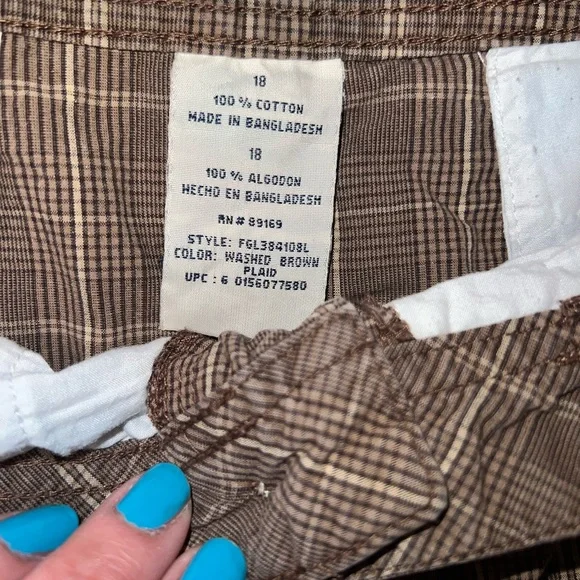 18
100 % COTTON
MADE IN BANGLADESH
18
100 % ALGODON
HECHO EN BANGLADESH
RN# 89169
STYLE: FGL384108L
COLOR: WASHED BROWN
PLAID
UPC : 6 0156077580